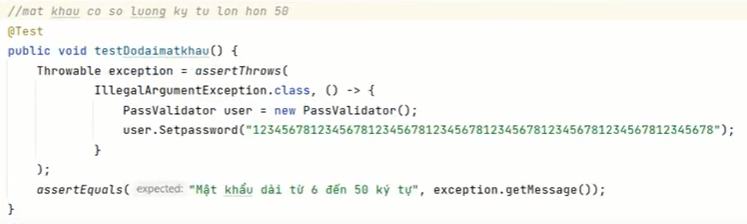 //mat khau co so luong ky tu lon hon 50
@Test
public void testDodaimatkhau() {
Throwable exception = assertThrows(
IllegalArgumentException.class, () -> {
PassValidator user = new PassValidator();
user.Setpassword("1234567812345678123456781234567812345678123456781234567812345678");
}
);
assertEquals( expected: "Mật khẩu dài từ 6 đến 50 ký tự", exception.getMessage());
}